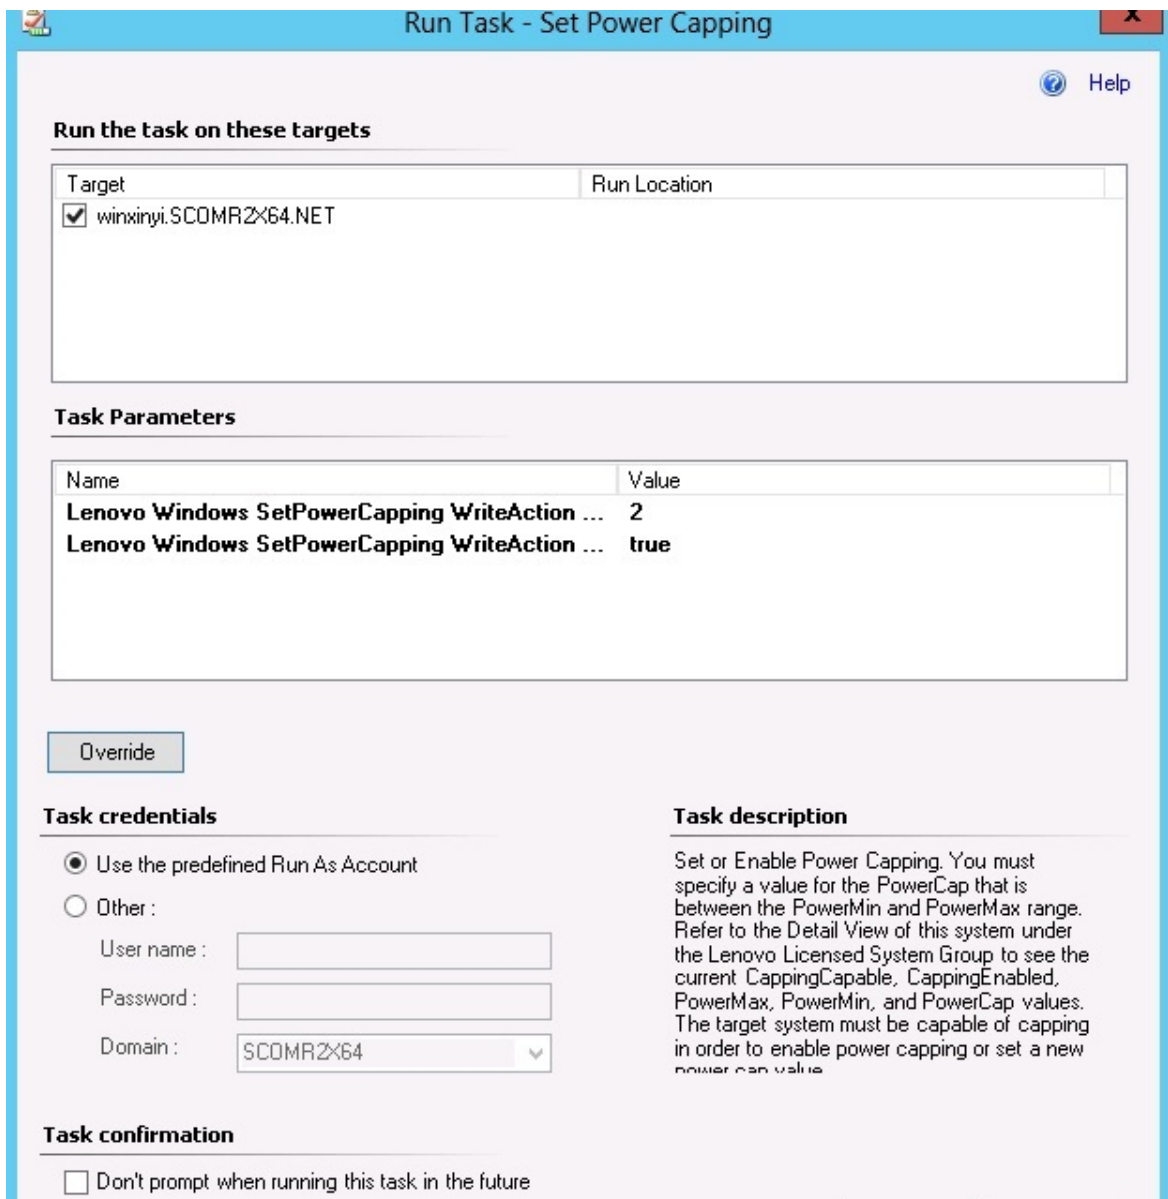 Run Task - Set Power Capping
X
Help
Run the task on these targets
Target Run Location
winxinyi.SCOMR2X64.NET
Task Parameters
Name Value
Lenovo Windows SetPowerCapping WriteAction ... 2
Lenovo Windows SetPowerCapping WriteAction ... true
Override
Task credentials
Use the predefined Run As Account
Other :
User name :
Password :
Domain : SCOMR2X64
Task description
Set or Enable Power Capping. You must
specify a value for the PowerCap that is
between the PowerMin and PowerMax range.
Refer to the Detail View of this system under
the Lenovo Licensed System Group to see the
current CappingCapable, CappingEnabled,
PowerMax, PowerMin, and PowerCap values.
The target system must be capable of capping
in order to enable power capping or set a new
power cap value
Task confirmation
Don't prompt when running this task in the future